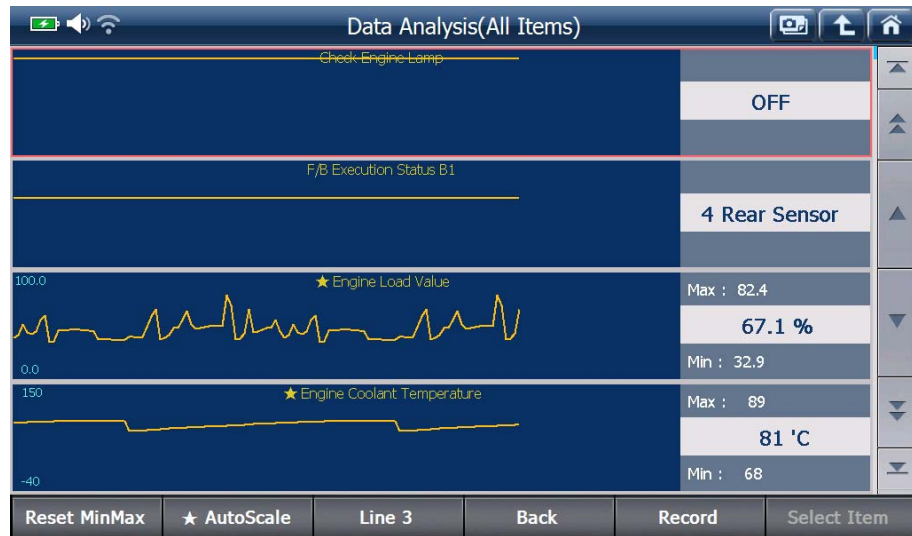 Data Analysis(All Items)
Check Engine Lamp
OFF
F/B Execution Status B1
4 Rear Sensor
100.0
★ Engine Load Value
Max : 82.4
67.1 %
0.0
Min : 32.9
150
★ Engine Coolant Temperature
Max : 89
81 'C
-40
Min : 68
Reset MinMax
★ AutoScale
Line 3
Back
Record
Select Item